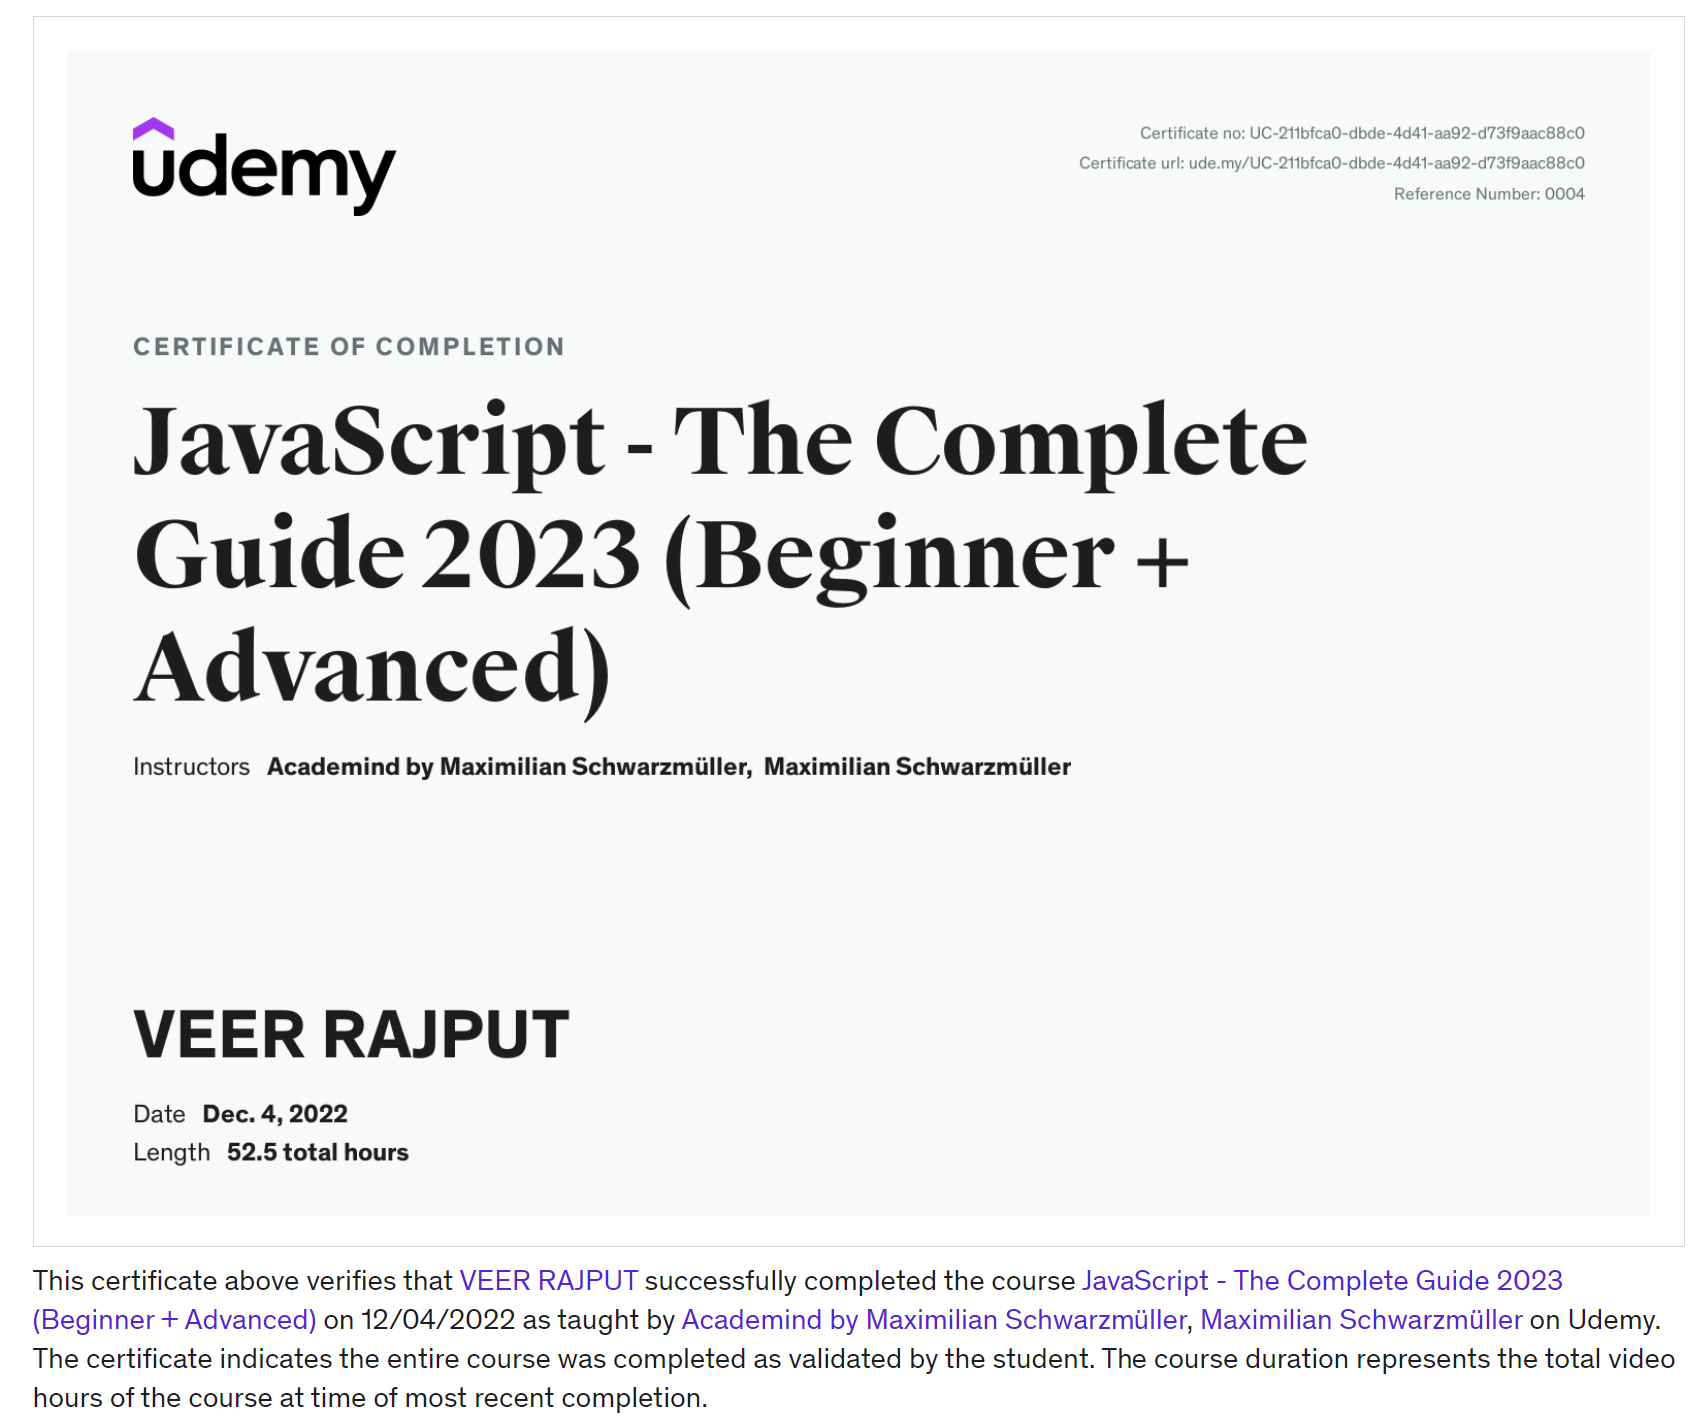 udemy
Certificate no: UC-211bfca0-dbde-4d41-aa92-d73f9aac88c0
Certificate url: ude.my/UC-211bfca0-dbde-4d41-aa92-d73f9aac88c0
Reference Number: 0004
CERTIFICATE OF COMPLETION
JavaScript - The Complete
Guide 2023 (Beginner +
Advanced)
Instructors Academind by Maximilian Schwarzmüller, Maximilian Schwarzmüller
VEER RAJPUT
Date Dec. 4, 2022
Length 52.5 total hours
This certificate above verifies that VEER RAJPUT successfully completed the course JavaScript - The Complete Guide 2023
(Beginner + Advanced) on 12/04/2022 as taught by Academind by Maximilian Schwarzmüller, Maximilian Schwarzmüller on Udemy.
The certificate indicates the entire course was completed as validated by the student. The course duration represents the total video
hours of the course at time of most recent completion.